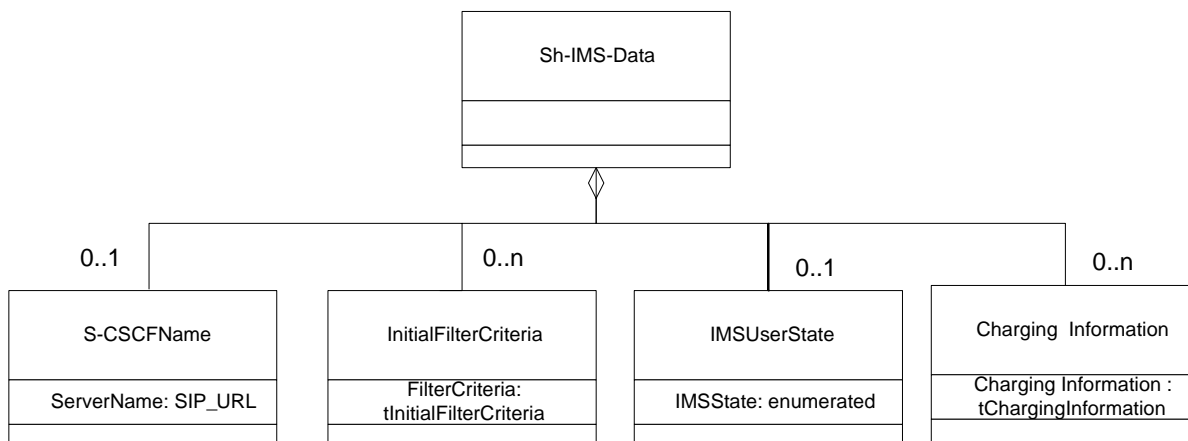 Sh-IMS-Data
0..1
0..n
0..1
0..n
S-CSCFName
InitialFilterCriteria
IMSUserState
Charging Information
ServerName: SIP_URL
FilterCriteria:
tInitialFilterCriteria
IMSState: enumerated
Charging Information :
tChargingInformation